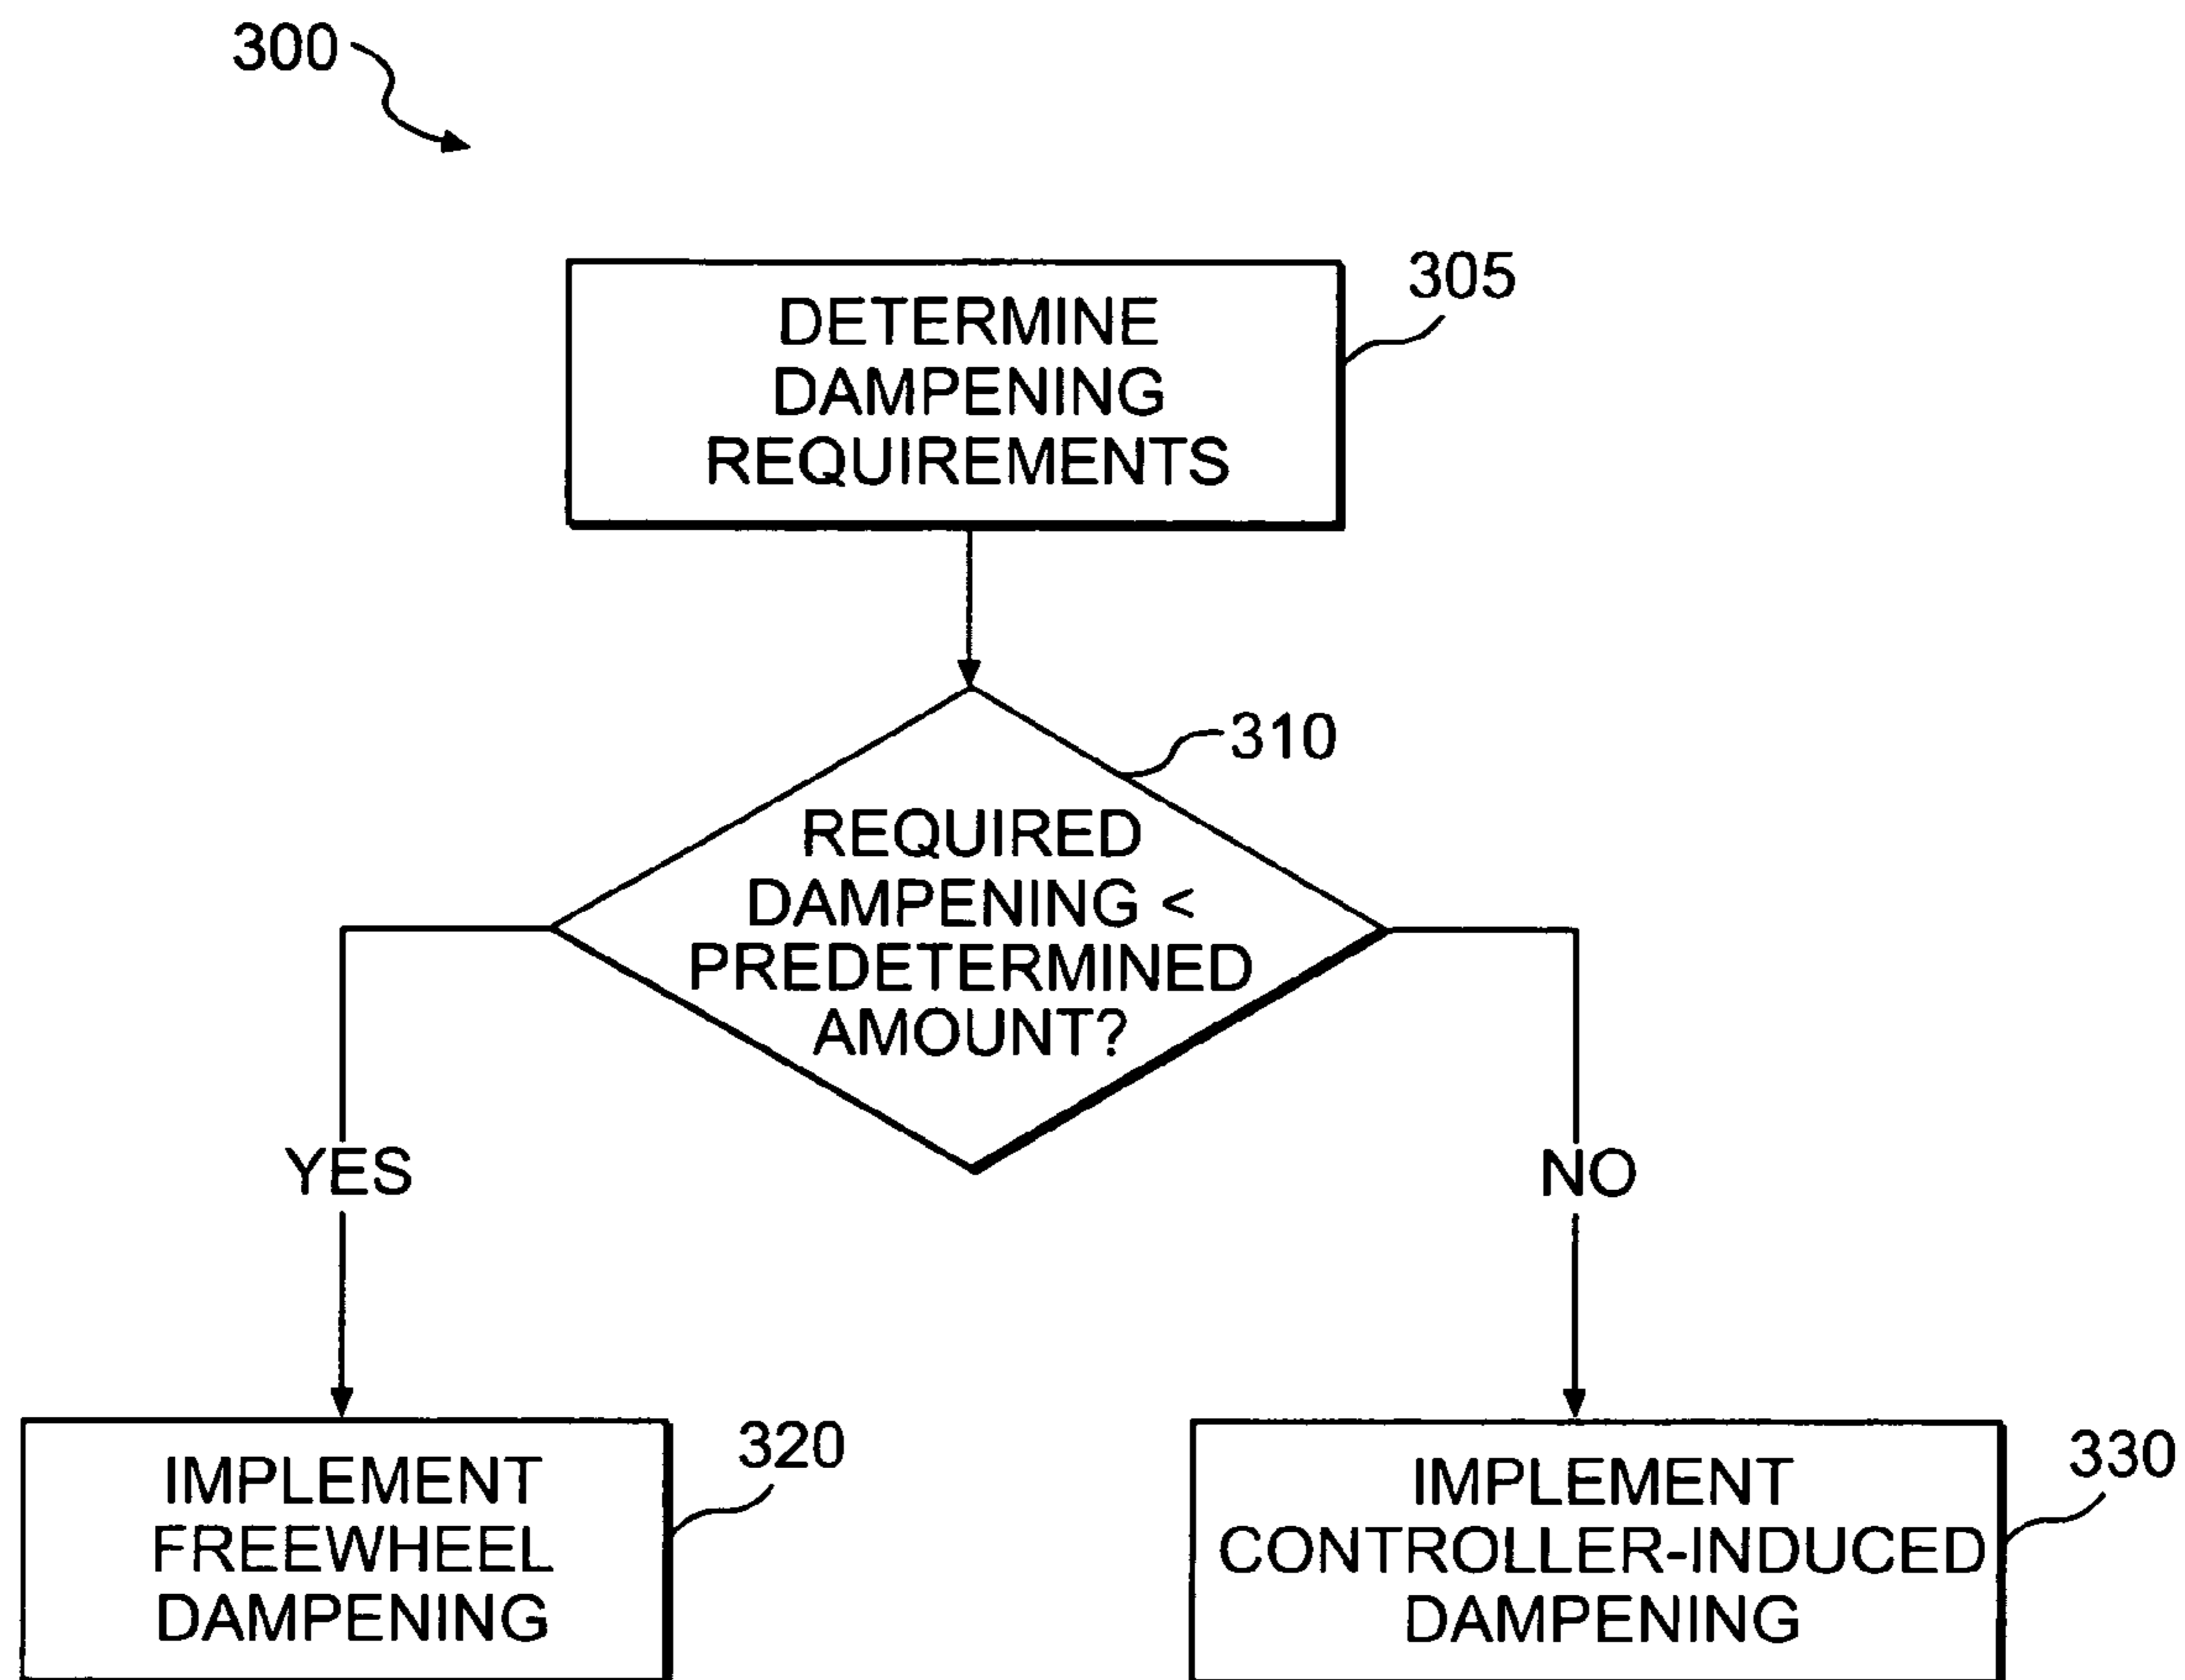 300
305
DETERMINE
DAMPENING
REQUIREMENTS
310
REQUIRED
DAMPENING <
PREDETERMINED
AMOUNT?
YES
NO
320
IMPLEMENT
FREEWHEEL
DAMPENING
330
IMPLEMENT
CONTROLLER-INDUCED
DAMPENING